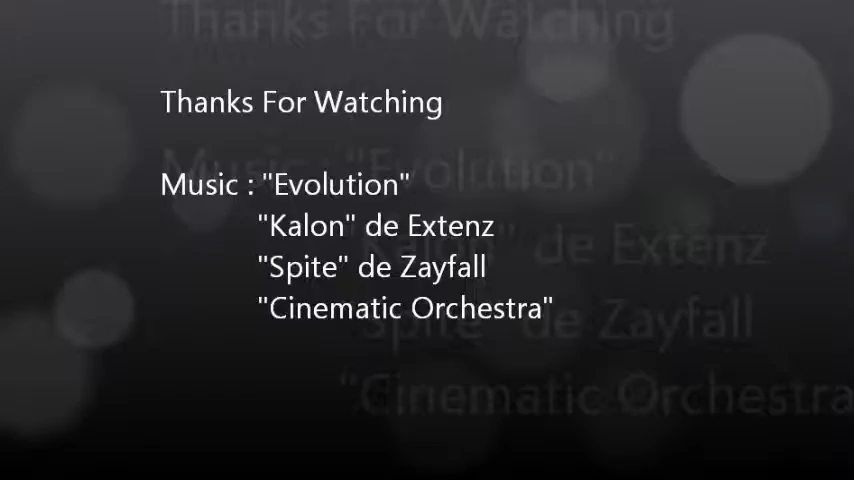 Thanks For Watching
Music : "Evolution"
"Kalon" de Extenz
"Spite" de Zayfall
"Cinematic Orchestra"